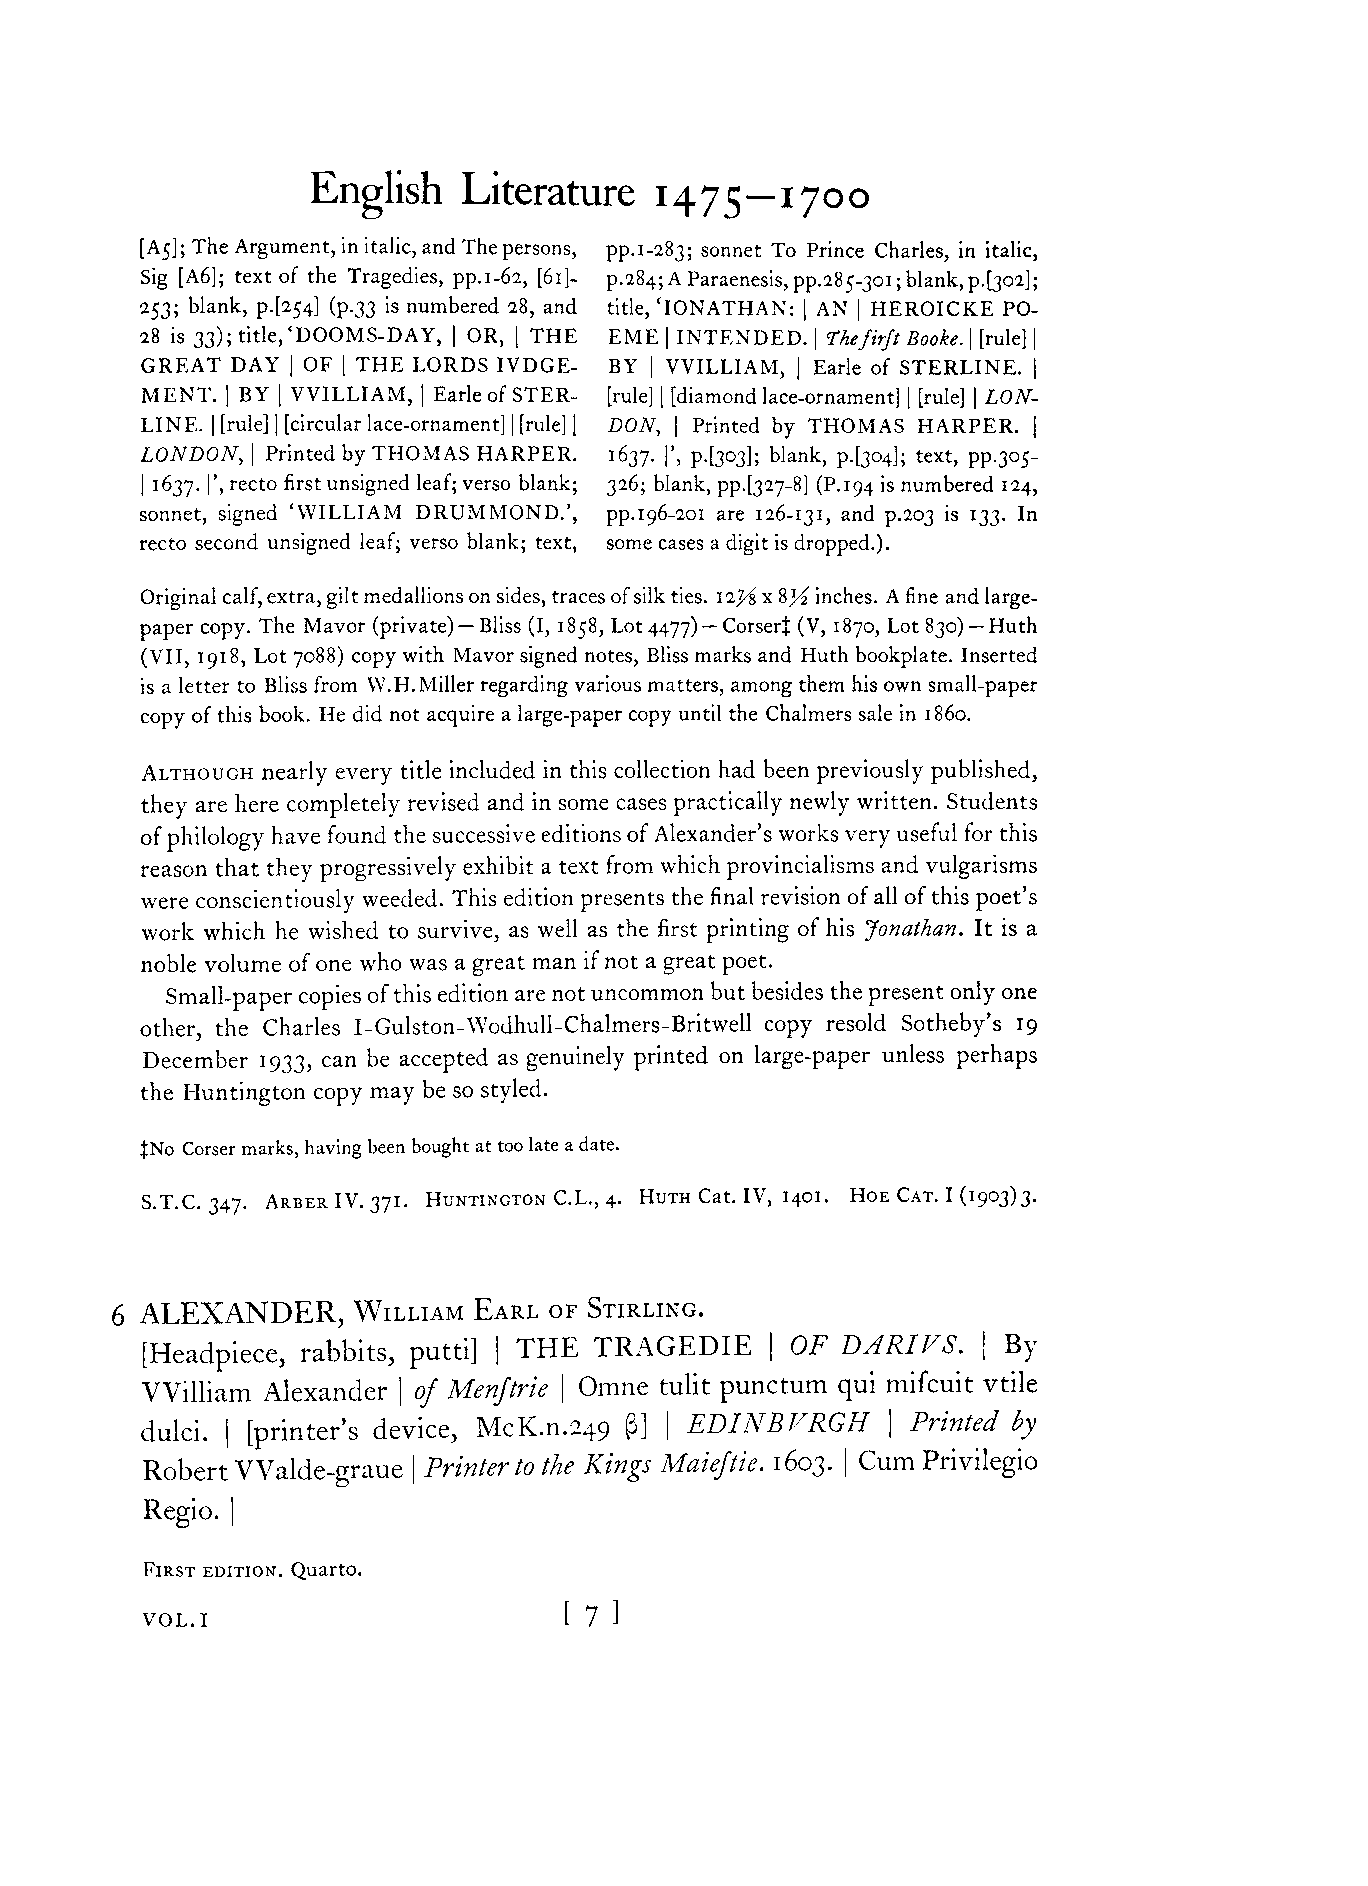 English Literature 1475—1700
[A5]; The Argument, in italic, and The persons,
Sig [A6]; text of the Tragedies, pp.1-62, [61]-
253; blank, p.[254] (p.33 is numbered 28, and
28 is 33); title, ‘DOOMS-DAY, | OR, | THE
GREAT DAY | OF | THE LORDS IVDGE-
MENT. | BY | VVILLIAM, | Earle of STER-
LINE. | [rule] | [circular lace-ornament] | [rule] |
LONDON, | Printed by THOMAS HARPER.
| 1637. |’, recto first unsigned leaf; verso blank;
sonnet, signed ‘WILLIAM DRUMMOND.’,
recto second unsigned leaf; verso blank; text,
pp.1-283; sonnet To Prince Charles, in italic,
p.284; A Paraenesis, pp.285-301; blank, p.[302];
title, ‘IONATHAN: | AN | HEROICKE PO-
EME | INTENDED. | The firſt Booke. | [rule] |
BY | VVILLIAM, | Earle of STERLINE. |
[rule] | [diamond lace-ornament] | [rule] | LON-
DON, | Printed by THOMAS HARPER. |
1637. |’, p.[303]; blank, p.[304]; text, pp.305-
326; blank, pp.[327-8] (P.194 is numbered 124,
pp.196-201 are 126-131, and p.203 is 133. In
some cases a digit is dropped.).
Original calf, extra, gilt medallions on sides, traces of silk ties. 12⅞ x 8½ inches. A fine and large-
paper copy. The Mavor (private) — Bliss (I, 1858, Lot 4477) — Corser‡ (V, 1870, Lot 830) — Huth
(VII, 1918, Lot 7088) copy with Mavor signed notes, Bliss marks and Huth bookplate. Inserted
is a letter to Bliss from W.H.Miller regarding various matters, among them his own small-paper
copy of this book. He did not acquire a large-paper copy until the Chalmers sale in 1860.
ALTHOUGH nearly every title included in this collection had been previously published,
they are here completely revised and in some cases practically newly written. Students
of philology have found the successive editions of Alexander’s works very useful for this
reason that they progressively exhibit a text from which provincialisms and vulgarisms
were conscientiously weeded. This edition presents the final revision of all of this poet’s
work which he wished to survive, as well as the first printing of his Jonathan. It is a
noble volume of one who was a great man if not a great poet.
Small-paper copies of this edition are not uncommon but besides the present only one
other, the Charles I-Gulston-Wodhull-Chalmers-Britwell copy resold Sotheby’s 19
December 1933, can be accepted as genuinely printed on large-paper unless perhaps
the Huntington copy may be so styled.
‡No Corser marks, having been bought at too late a date.
S.T.C. 347. ARBER IV. 371. HUNTINGTON C.L., 4. HUTH Cat. IV, 1401. HOE CAT. I (1903) 3.
6 ALEXANDER, WILLIAM EARL OF STIRLING.
[Headpiece, rabbits, putti] | THE TRAGEDIE | OF DARIVS. | By
VVilliam Alexander | of Menſtrie | Omne tulit punctum qui miſcuit vtile
dulci. | [printer’s device, McK.n.249 β] | EDINBVRGH | Printed by
Robert VValde-graue | Printer to the Kings Maieſtie. 1603. | Cum Privilegio
Regio. |
FIRST EDITION. Quarto.
VOL.I [ 7 ]